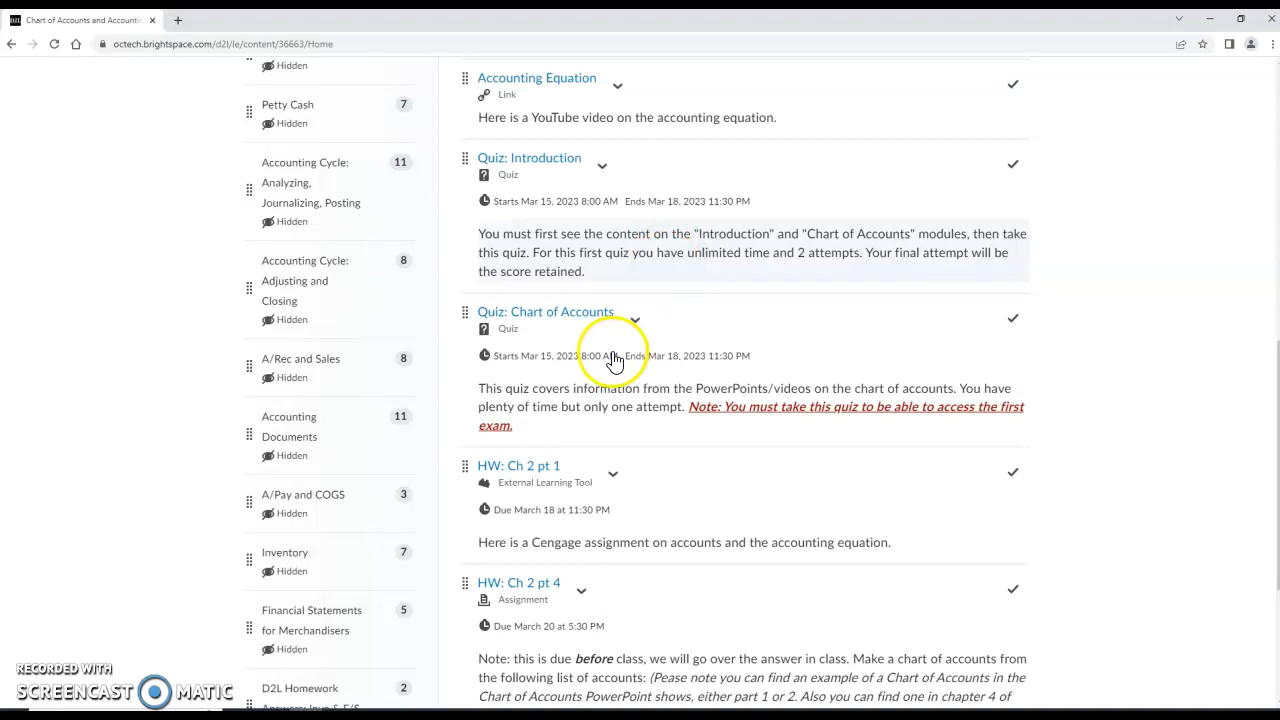 D2L Chart of Accounts and Accounti
octech.brightspace.com/d2l/le/content/36663/Home
Hidden
Petty Cash 7
Hidden
Accounting Cycle: 11
Analyzing,
Journalizing, Posting
Hidden
Accounting Cycle: 8
Adjusting and
Closing
Hidden
A/Rec and Sales 8
Hidden
Accounting 11
Documents
Hidden
A/Pay and COGS 3
Hidden
Inventory 7
Hidden
Financial Statements 5
for Merchandisers
Hidden
D2L Homework 2
Accounting Equation
Link
Here is a YouTube video on the accounting equation.
Quiz: Introduction
Quiz
Starts Mar 15, 2023 8:00 AM Ends Mar 18, 2023 11:30 PM
You must first see the content on the "Introduction" and "Chart of Accounts" modules, then take
this quiz. For this first quiz you have unlimited time and 2 attempts. Your final attempt will be
the score retained.
Quiz: Chart of Accounts
Quiz
Starts Mar 15, 2023 8:00 AM Ends Mar 18, 2023 11:30 PM
This quiz covers information from the PowerPoints/videos on the chart of accounts. You have
plenty of time but only one attempt. Note: You must take this quiz to be able to access the first
exam.
HW: Ch 2 pt 1
External Learning Tool
Due March 18 at 11:30 PM
Here is a Cengage assignment on accounts and the accounting equation.
HW: Ch 2 pt 4
Assignment
Due March 20 at 5:30 PM
Note: this is due before class, we will go over the answer in class. Make a chart of accounts from
the following list of accounts: (Pease note you can find an example of a Chart of Accounts in the
Chart of Accounts PowerPoint shows, either part 1 or 2. Also you can find one in chapter 4 of
RECORDED WITH
SCREENCAST MATIC